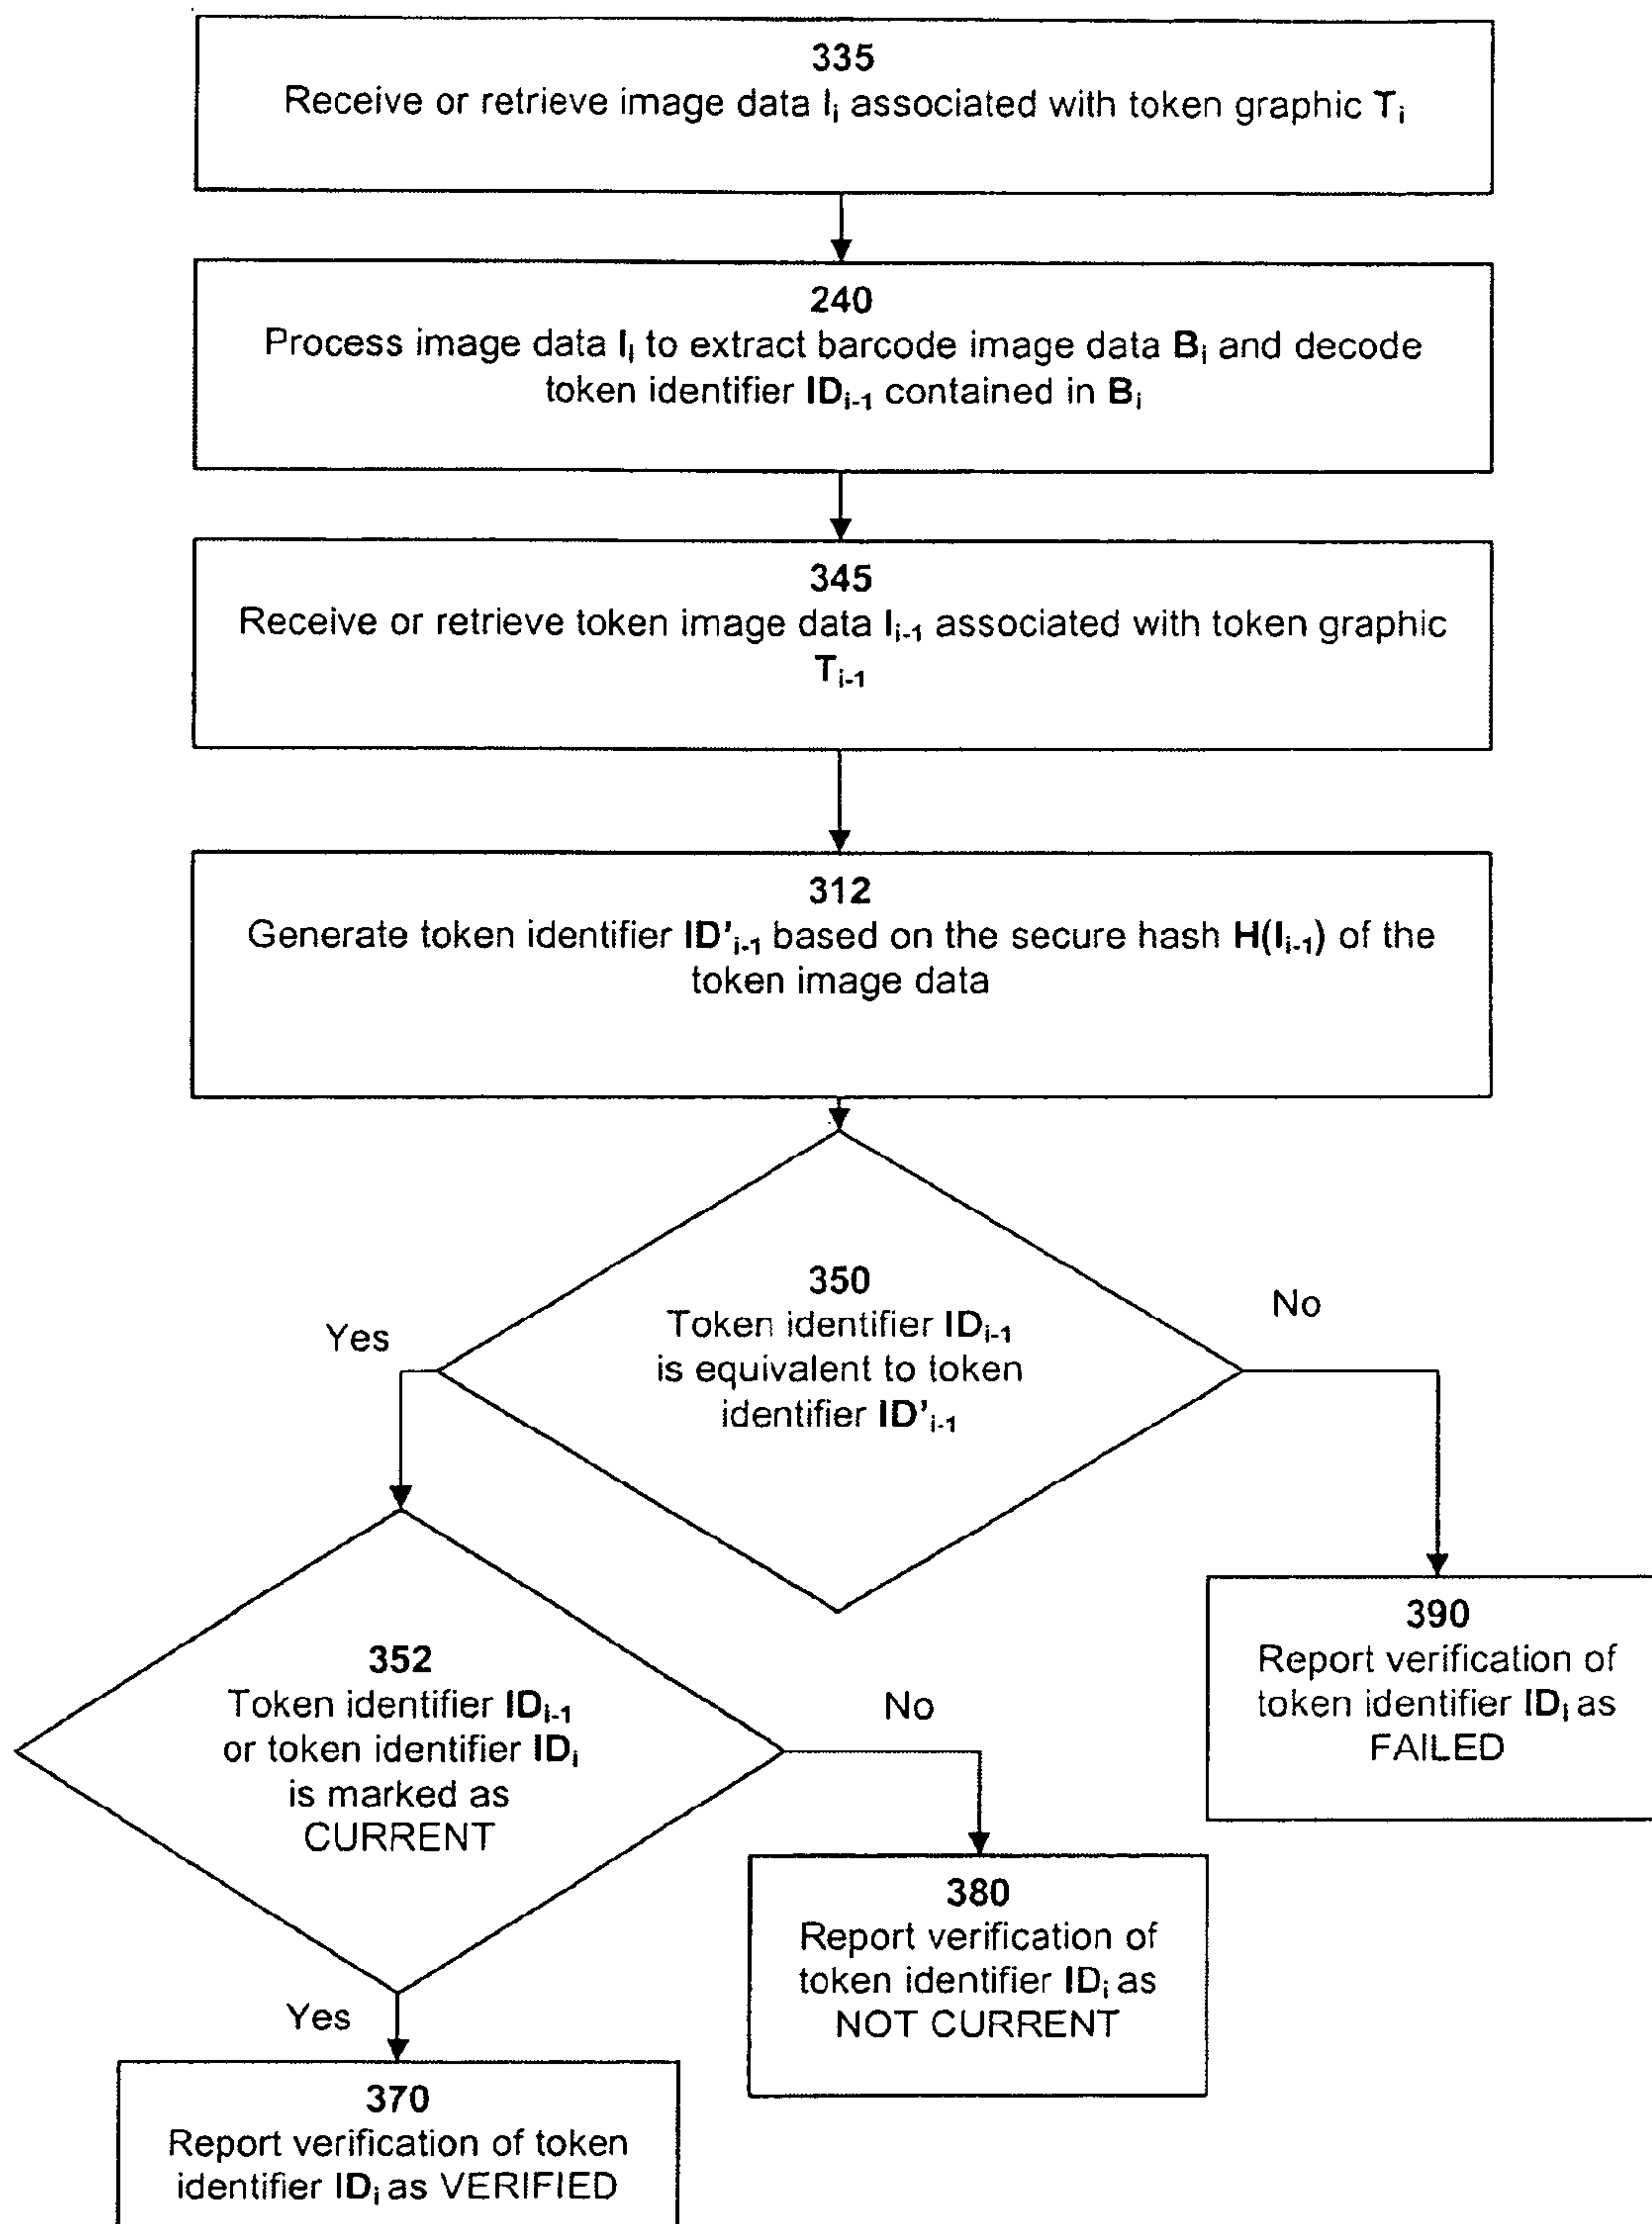 335
Receive or retrieve image data Iᵢ associated with token graphic Tᵢ
240
Process image data Iᵢ to extract barcode image data Bᵢ and decode
token identifier IDᵢ₋₁ contained in Bᵢ
345
Receive or retrieve token image data Iᵢ₋₁ associated with token graphic
Tᵢ₋₁
312
Generate token identifier ID'ᵢ₋₁ based on the secure hash H(Iᵢ₋₁) of the
token image data
350
Token identifier IDᵢ₋₁
is equivalent to token
identifier ID'ᵢ₋₁
Yes
No
352
Token identifier IDᵢ₋₁
or token identifier IDᵢ
is marked as
CURRENT
No
Yes
390
Report verification of
token identifier IDᵢ as
FAILED
380
Report verification of
token identifier IDᵢ as
NOT CURRENT
370
Report verification of token
identifier IDᵢ as VERIFIED